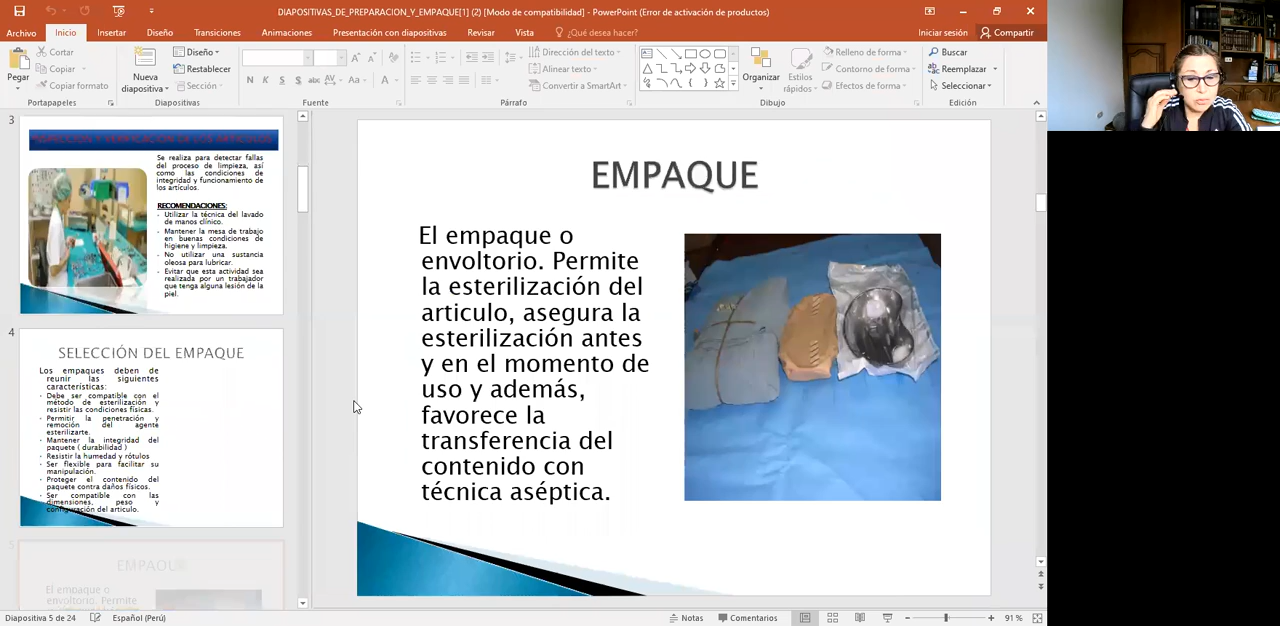 DIAPOSITIVAS_DE_PREPARACION_Y_EMPAQUE[1] (2) [Modo de compatibilidad] - PowerPoint (Error de activación de productos)
Archivo Inicio Insertar Diseño Transiciones Animaciones Presentación con diapositivas Revisar Vista ¿Qué desea hacer? Iniciar sesión Compartir
Pegar
Cortar
Copiar
Copiar formato
Portapapeles
Nueva
diapositiva
Diseño
Restablecer
Sección
Diapositivas
N K S S abc AV Aa A
Fuente
Dirección del texto
Alinear texto
Convertir a SmartArt
Párrafo
Organizar
Estilos
rápidos
Relleno de forma
Contorno de forma
Efectos de forma
Dibujo
Buscar
Reemplazar
Seleccionar
Edición
3
Y VERIFICACIÓN DE LOS ARTICULOS
Se realiza para detectar fallas
del proceso de limpieza, así
como las condiciones de
integridad y funcionamiento de
los artículos.
RECOMENDACIONES:
Utilizar la técnica del lavado
de manos clínico.
Mantener la mesa de trabajo
en buenas condiciones de
higiene y limpieza.
No utilizar una sustancia
oleosa para lubricar.
Evitar que esta actividad sea
realizada por un trabajador
que tenga alguna lesión de la
piel.
4
SELECCIÓN DEL EMPAQUE
Los empaques deben de
reunir las siguientes
características:
Debe ser compatible con el
método de esterilización y
resistir las condiciones físicas.
Permitir la penetración y
remoción del agente
esterilizarte.
Mantener la integridad del
paquete ( durabilidad )
Resistir la humedad y rótulos
Ser flexible para facilitar su
manipulación.
Proteger el contenido del
paquete contra daños físicos.
Ser compatible con las
dimensiones, peso y
configuración del articulo.
5
EMPAQUE
El empaque o
envoltorio. Permite
EMPAQUE
El empaque o
envoltorio. Permite
la esterilización del
articulo, asegura la
esterilización antes
y en el momento de
uso y además,
favorece la
transferencia del
contenido con
técnica aséptica.
Diapositiva 5 de 24 Español (Perú) Notas Comentarios 91 %